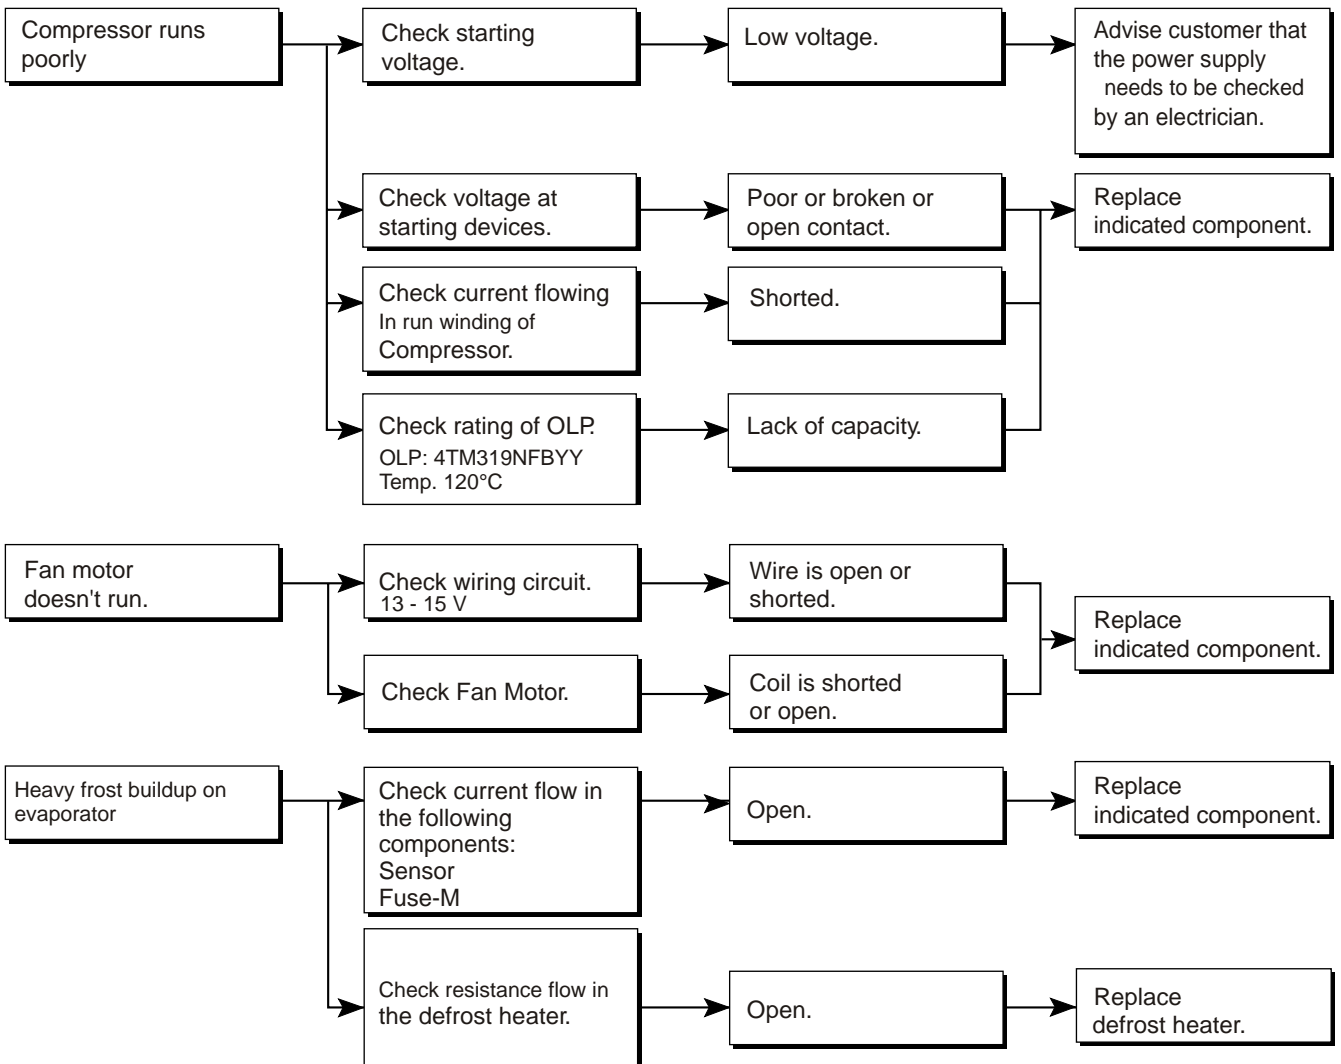 Compressor runs
poorly
Check starting
voltage.
Low voltage.
Advise customer that
the power supply
needs to be checked
by an electrician.
Check voltage at
starting devices.
Poor or broken or
open contact.
Replace
indicated component.
Check current flowing
In run winding of
Compressor.
Shorted.
Check rating of OLP.
OLP: 4TM319NFBYY
Temp. 120°C
Lack of capacity.
Fan motor
doesn't run.
Check wiring circuit.
13 - 15 V
Wire is open or
shorted.
Replace
indicated component.
Check Fan Motor.
Coil is shorted
or open.
Heavy frost buildup on
evaporator
Check current flow in
the following
components:
Sensor
Fuse-M
Open.
Replace
indicated component.
Check resistance flow in
the defrost heater.
Open.
Replace
defrost heater.